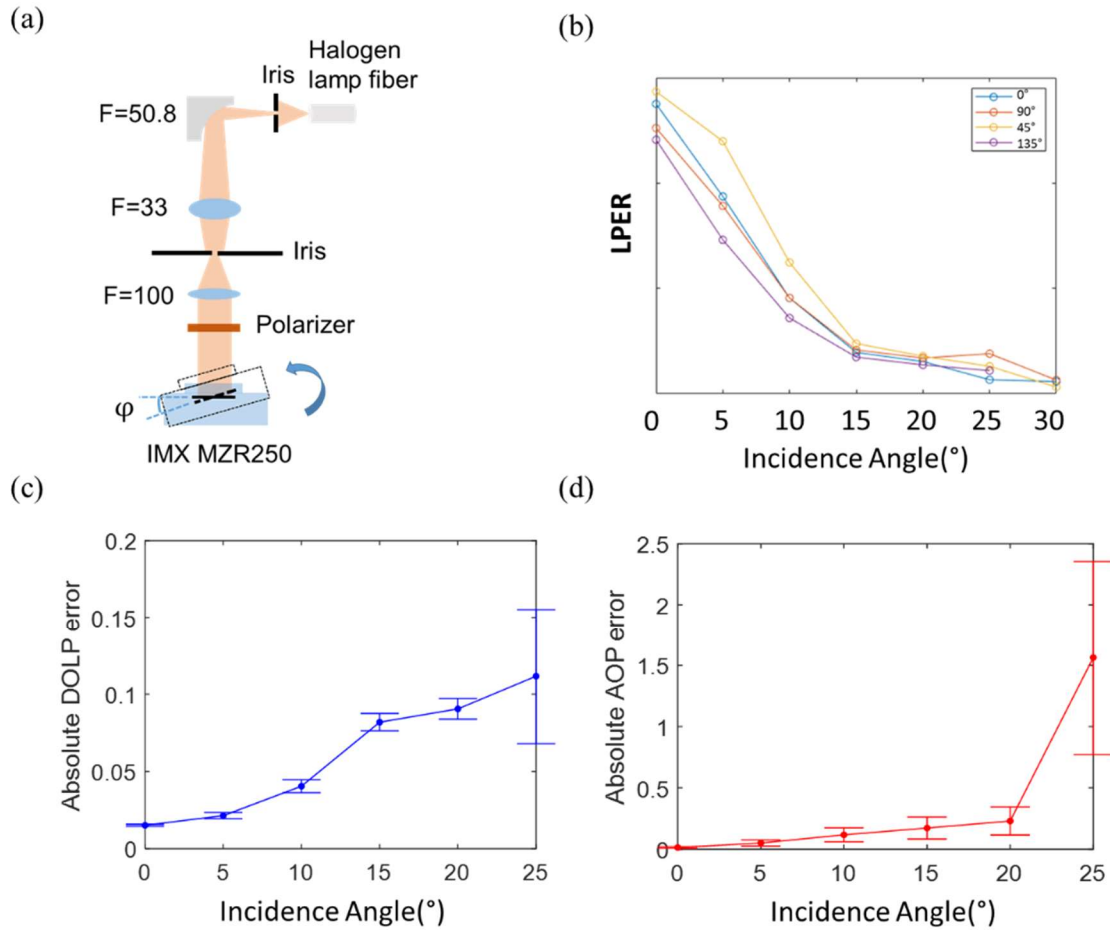 (a)
Halogen
lamp fiber
Iris
F=50.8
F=33
Iris
F=100
Polarizer
φ
IMX MZR250
(b)
LPER
0°
90°
45°
135°
0 5 10 15 20 25 30
Incidence Angle(°)
(c)
Absolute DOLP error
0.2
0.15
0.1
0.05
0
0 5 10 15 20 25
Incidence Angle(°)
(d)
Absolute AOP error
2.5
2
1.5
1
0.5
0
0 5 10 15 20 25
Incidence Angle(°)